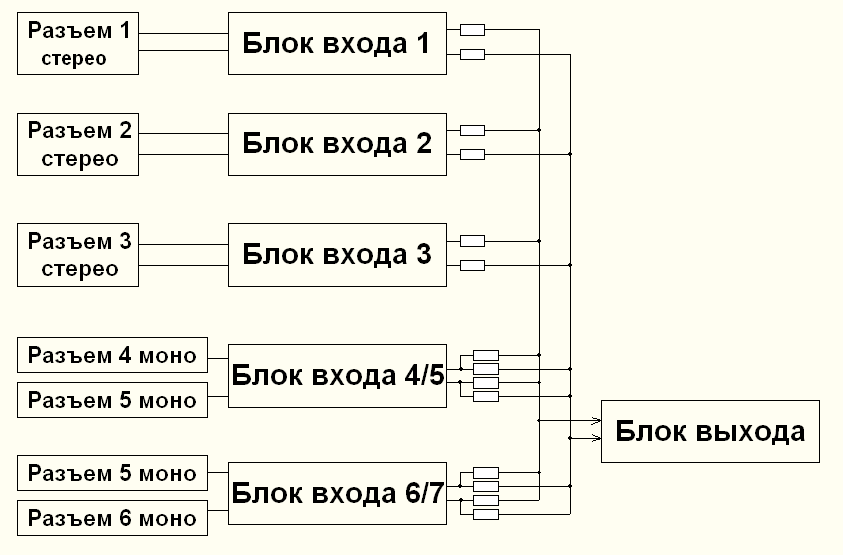 Разъем 1
стерео
Блок входа 1
Разъем 2
стерео
Блок входа 2
Разъем 3
стерео
Блок входа 3
Разъем 4 моно
Разъем 5 моно
Блок входа 4/5
Блок выхода
Разъем 5 моно
Разъем 6 моно
Блок входа 6/7